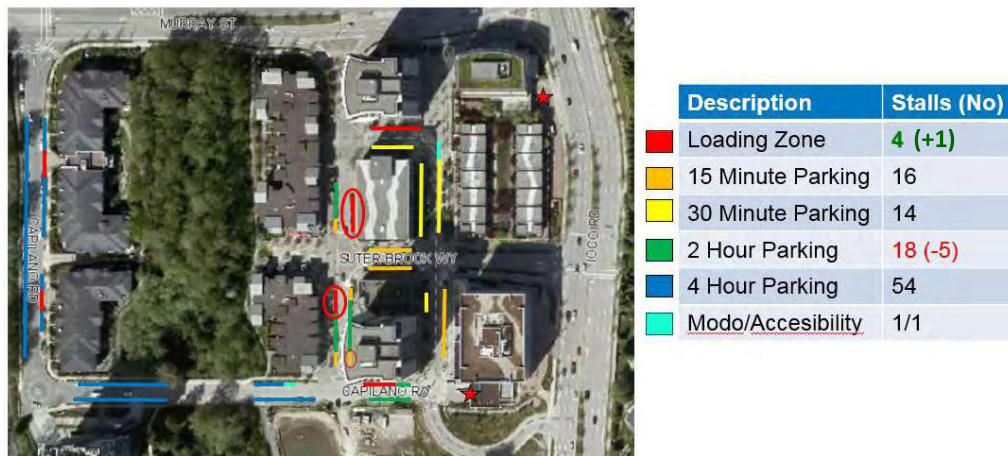 MURRAY ST
CAPILANO RD
SUTER BROOK WY
IOCO RD
CAPILANO RD
Description Stalls (No)
Loading Zone 4 (+1)
15 Minute Parking 16
30 Minute Parking 14
2 Hour Parking 18 (-5)
4 Hour Parking 54
Modo/Accesibility 1/1